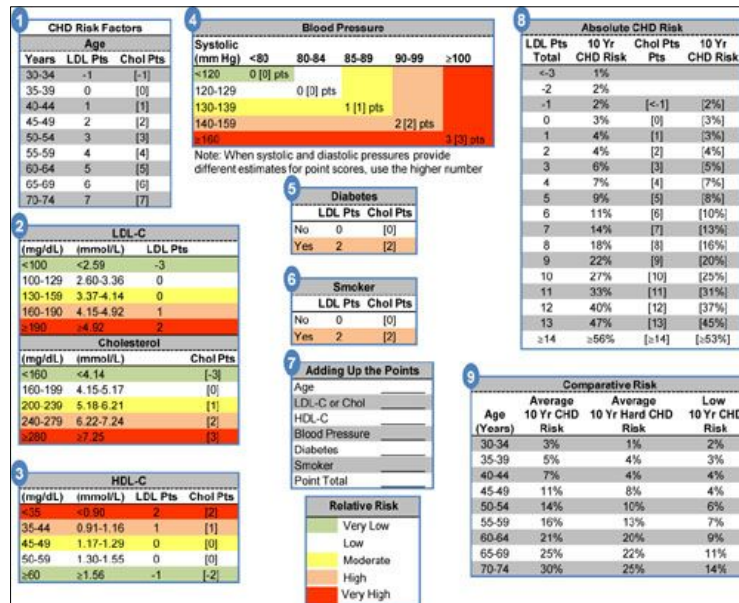 1
CHD Risk Factors
Age
Years LDL Pts Chol Pts
30-34 -1 [-1]
35-39 0 [0]
40-44 1 [1]
45-49 2 [2]
50-54 3 [3]
55-59 4 [4]
60-64 5 [5]
65-69 6 [6]
70-74 7 [7]
2
LDL-C
(mg/dL) (mmol/L) LDL Pts
<100 <2.59 -3
100-129 2.60-3.36 0
130-159 3.37-4.14 0
160-190 4.15-4.92 1
≥190 ≥4.92 2
Cholesterol
Chol Pts
<160 <4.14 [-3]
160-199 4.15-5.17 [0]
200-239 5.18-6.21 [1]
240-279 6.22-7.24 [2]
≥280 ≥7.25 [3]
3
HDL-C
(mg/dL) (mmol/L) LDL Pts Chol Pts
<35 <0.90 2 [2]
35-44 0.91-1.16 1 [1]
45-49 1.17-1.29 0 [0]
50-59 1.30-1.55 0 [0]
≥60 ≥1.56 -1 [-2]
4
Blood Pressure
Systolic
(mm Hg) <80 80-84 85-89 90-99 ≥100
<120 0 [0] pts
120-129 0 [0] pts
130-139 1 [1] pts
140-159 2 [2] pts
≥160 3 [3] pts
Note: When systolic and diastolic pressures provide
different estimates for point scores, use the higher number
5
Diabetes
LDL Pts Chol Pts
No 0 [0]
Yes 2 [2]
6
Smoker
LDL Pts Chol Pts
No 0 [0]
Yes 2 [2]
7
Adding Up the Points
Age
LDL-C or Chol
HDL-C
Blood Pressure
Diabetes
Smoker
Point Total
Relative Risk
Very Low
Low
Moderate
High
Very High
8
Absolute CHD Risk
LDL Pts 10 Yr Chol Pts 10 Yr
Total CHD Risk Pts CHD Risk
<-3 1%
-2 2%
-1 2% [<-1] [2%]
0 3% [0] [3%]
1 4% [1] [3%]
2 4% [2] [4%]
3 6% [3] [5%]
4 7% [4] [7%]
5 9% [5] [8%]
6 11% [6] [10%]
7 14% [7] [13%]
8 18% [8] [16%]
9 22% [9] [20%]
10 27% [10] [25%]
11 33% [11] [31%]
12 40% [12] [37%]
13 47% [13] [45%]
≥14 ≥56% [≥14] [≥53%]
9
Comparative Risk
Average Average Low
Age 10 Yr CHD 10 Yr Hard CHD 10 Yr CHD
(Years) Risk Risk Risk
30-34 3% 1% 2%
35-39 5% 4% 3%
40-44 7% 4% 4%
45-49 11% 8% 4%
50-54 14% 10% 6%
55-59 16% 13% 7%
60-64 21% 20% 9%
65-69 25% 22% 11%
70-74 30% 25% 14%